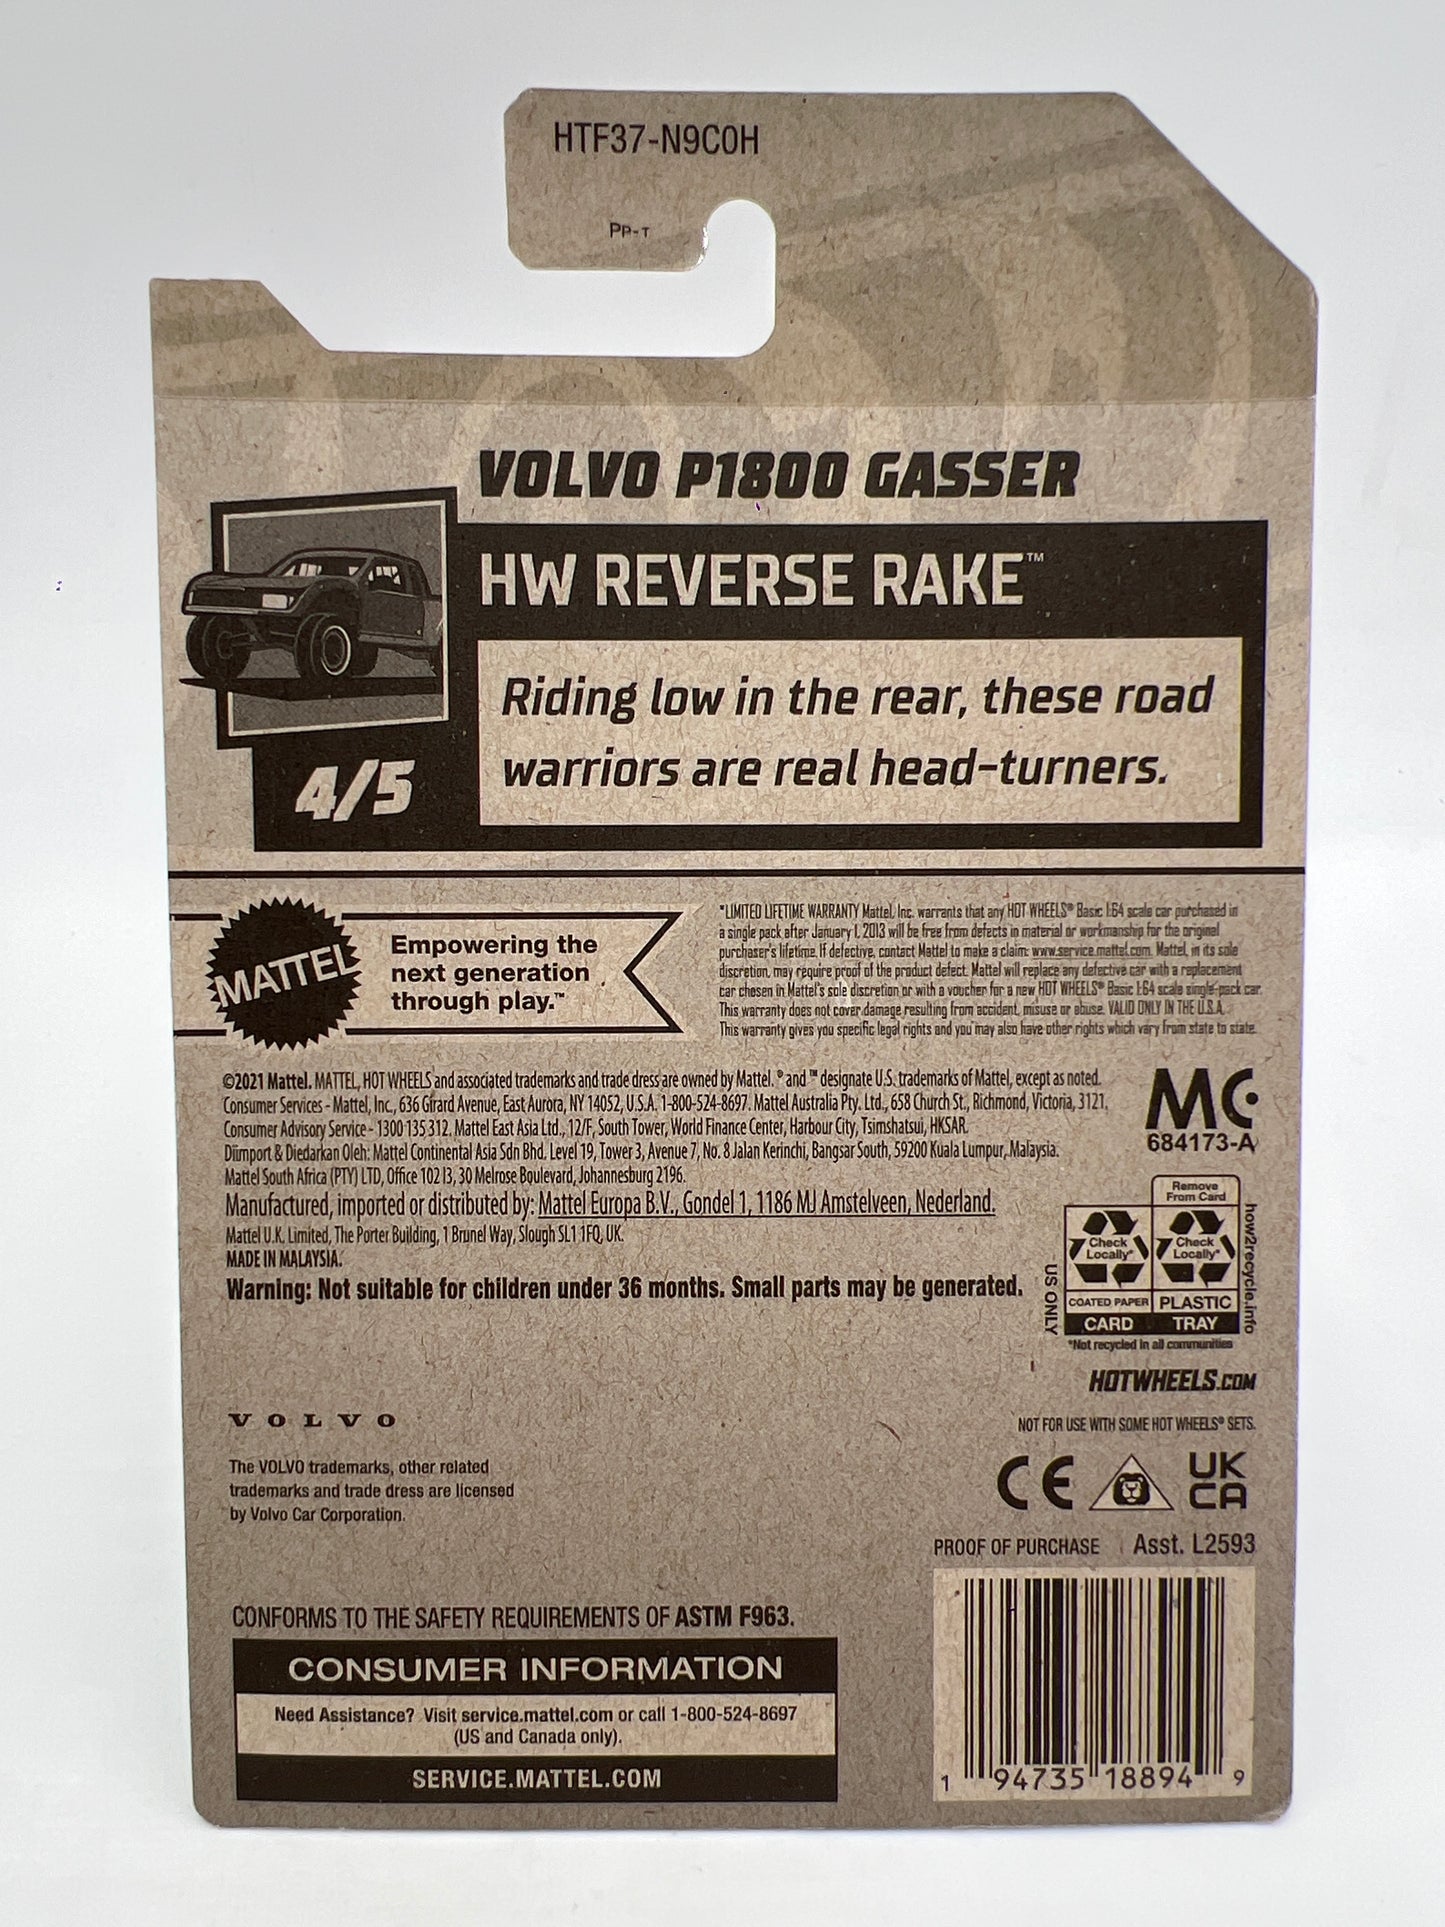 HTF37-N9C0H
PP-T
VOLVO P1800 GASSER
HW REVERSE RAKE™
Riding low in the rear, these road
warriors are real head-turners.
4/5
MATTEL
Empowering the
next generation
through play.™
*LIMITED LIFETIME WARRANTY Mattel, Inc. warrants that any HOT WHEELS® Basic 1:64 scale car purchased in
a single pack after January 1, 2013 will be free from defects in material or workmanship for the original
purchaser's lifetime. If defective, contact Mattel to make a claim: www.service.mattel.com. Mattel, in its sole
discretion, may require proof of the product defect. Mattel will replace any defective car with a replacement
car chosen in Mattel's sole discretion or with a voucher for a new HOT WHEELS® Basic 1:64 scale single-pack car.
This warranty does not cover damage resulting from accident, misuse or abuse. VALID ONLY IN THE U.S.A.
This warranty gives you specific legal rights and you may also have other rights which vary from state to state.
©2021 Mattel. MATTEL, HOT WHEELS and associated trademarks and trade dress are owned by Mattel. ® and ™ designate U.S. trademarks of Mattel, except as noted.
Consumer Services - Mattel, Inc., 636 Girard Avenue, East Aurora, NY 14052, U.S.A. 1-800-524-8697. Mattel Australia Pty. Ltd., 658 Church St., Richmond, Victoria, 3121.
Consumer Advisory Service - 1300 135 312. Mattel East Asia Ltd., 12/F, South Tower, World Finance Center, Harbour City, Tsimshatsui, HKSAR.
Diimport & Diedarkan Oleh: Mattel Continental Asia Sdn Bhd. Level 19, Tower 3, Avenue 7, No. 8 Jalan Kerinchi, Bangsar South, 59200 Kuala Lumpur, Malaysia.
Mattel South Africa (PTY) LTD, Office 102 I3, 30 Melrose Boulevard, Johannesburg 2196.
Manufactured, imported or distributed by: Mattel Europa B.V., Gondel 1, 1186 MJ Amstelveen, Nederland.
Mattel U.K. Limited, The Porter Building, 1 Brunel Way, Slough SL1 1FQ, UK.
MADE IN MALAYSIA.
Warning: Not suitable for children under 36 months. Small parts may be generated.
MC
684173-A
Remove
From Card
Check
Locally*
Check
Locally*
COATED PAPER
PLASTIC
CARD
TRAY
US ONLY
how2recycle.info
*Not recycled in all communities
HOTWHEELS.COM
NOT FOR USE WITH SOME HOT WHEELS® SETS.
VOLVO
The VOLVO trademarks, other related
trademarks and trade dress are licensed
by Volvo Car Corporation.
CE
UK
CA
PROOF OF PURCHASE Asst. L2593
CONFORMS TO THE SAFETY REQUIREMENTS OF ASTM F963.
CONSUMER INFORMATION
Need Assistance? Visit service.mattel.com or call 1-800-524-8697
(US and Canada only).
SERVICE.MATTEL.COM
1 94735 18894 9